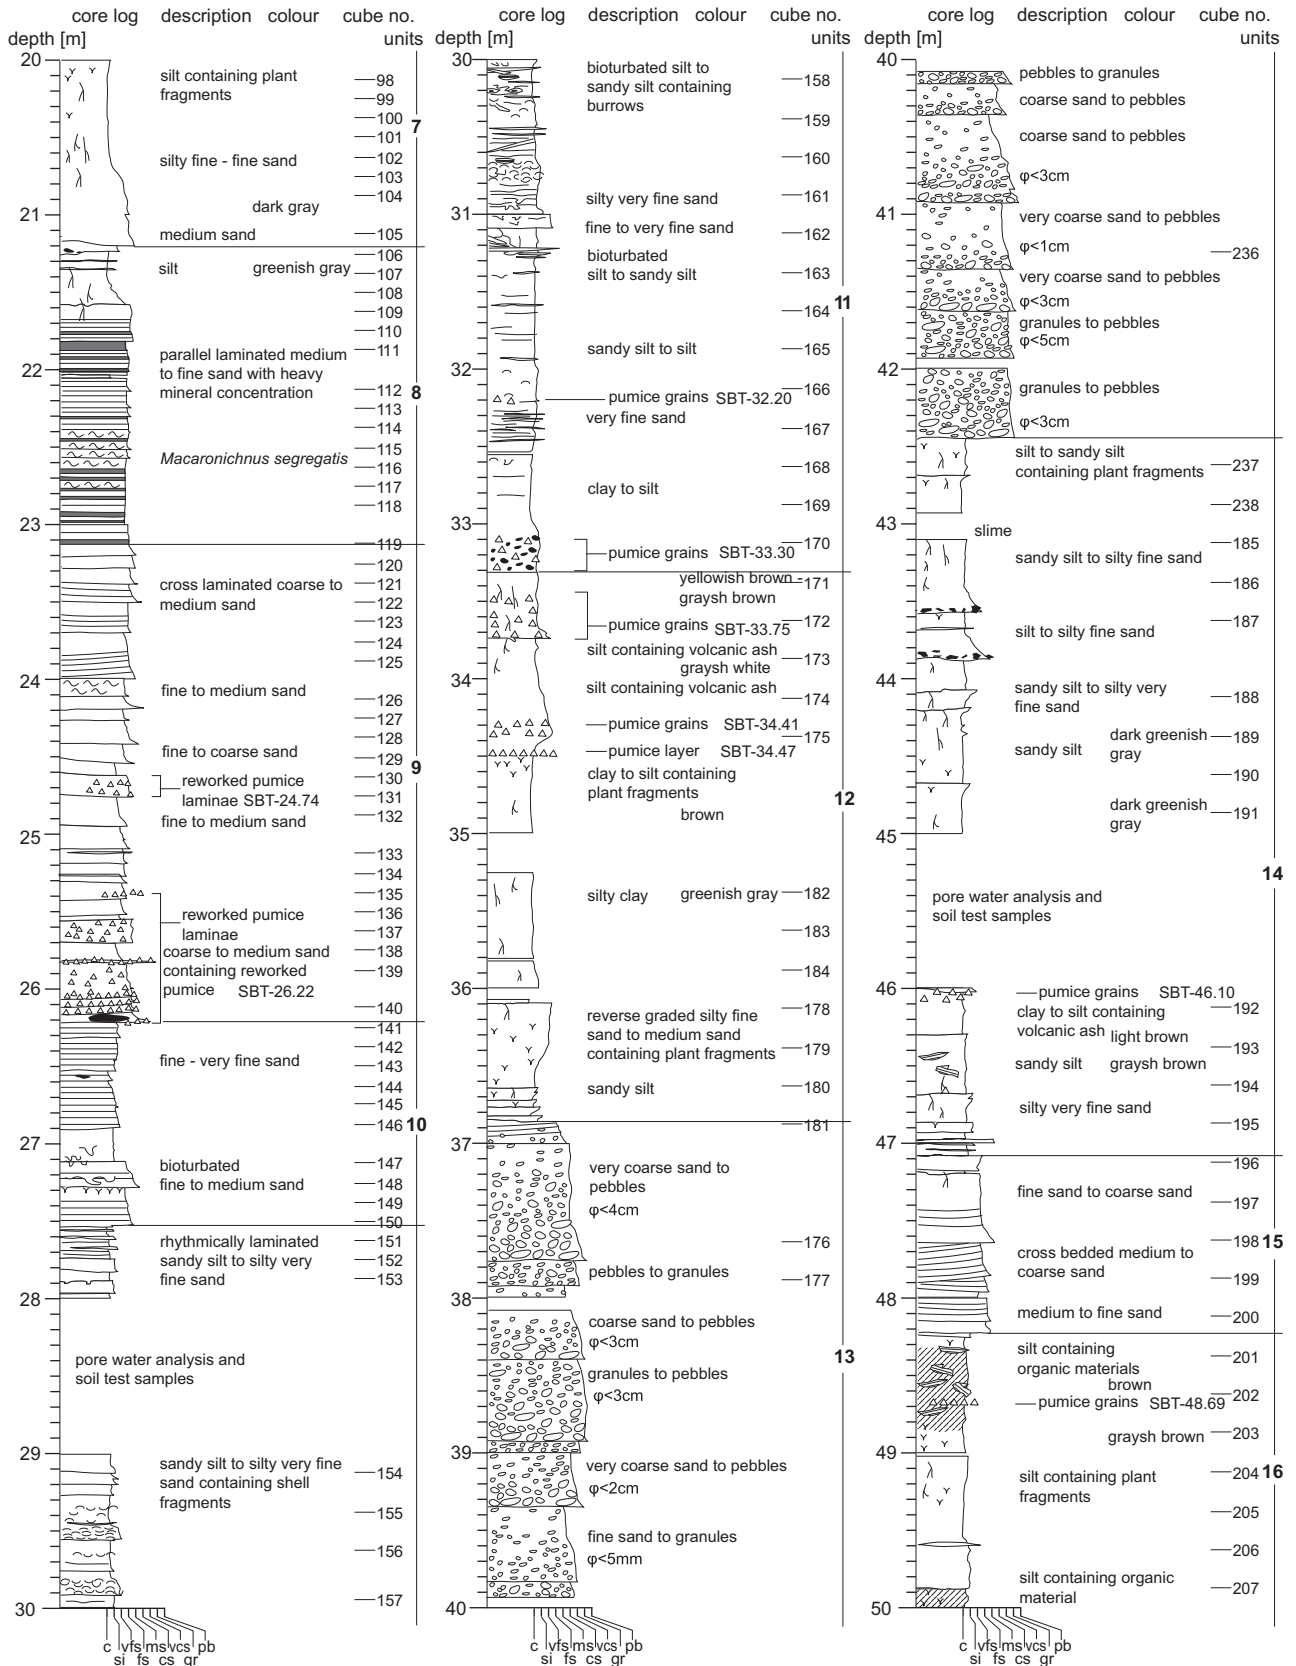 core log description colour cube no.
depth [m] units
20
silt containing plant
fragments
98
99
100
7
101
silty fine - fine sand
102
103
104
dark gray
21
medium sand
105
106
silt greenish gray
107
108
109
110
111
parallel laminated medium
to fine sand with heavy
mineral concentration
22
112
8
113
114
115
Macaronichnus segregatis
116
117
118
23
119
120
cross laminated coarse to
medium sand
121
122
123
124
125
24
fine to medium sand
126
127
128
fine to coarse sand
129
9
130
reworked pumice
laminae SBT-24.74
131
132
fine to medium sand
25
133
134
135
136
reworked pumice
laminae
137
138
coarse to medium sand
containing reworked
pumice SBT-26.22
139
26
140
141
142
fine - very fine sand
143
144
145
146
10
27
147
bioturbated
fine to medium sand
148
149
150
rhythmically laminated
sandy silt to silty very
fine sand
151
152
153
28
pore water analysis and
soil test samples
29
sandy silt to silty very fine
sand containing shell
fragments
154
155
156
157
30
c vfs ms vcs pb
si fs cs gr
core log description colour cube no.
depth [m] units
30
bioturbated silt to
sandy silt containing
burrows
158
159
160
161
silty very fine sand
31
fine to very fine sand
162
bioturbated
silt to sandy silt
163
11
164
sandy silt to silt
165
32
166
pumice grains SBT-32.20
very fine sand
167
168
clay to silt
169
33
170
pumice grains SBT-33.30
yellowish brown
171
graysh brown
172
pumice grains SBT-33.75
silt containing volcanic ash
173
graysh white
34
silt containing volcanic ash
174
pumice grains SBT-34.41
175
pumice layer SBT-34.47
clay to silt containing
plant fragments
12
brown
35
silty clay greenish gray
182
183
184
36
178
reverse graded silty fine
sand to medium sand
containing plant fragments
179
sandy silt
180
181
37
very coarse sand to
pebbles
φ<4cm
176
pebbles to granules
177
38
coarse sand to pebbles
φ<3cm
13
granules to pebbles
φ<3cm
39
very coarse sand to pebbles
φ<2cm
fine sand to granules
φ<5mm
40
c vfs ms vcs pb
si fs cs gr
core log description colour cube no.
depth [m] units
40
pebbles to granules
coarse sand to pebbles
coarse sand to pebbles
φ<3cm
41
very coarse sand to pebbles
φ<1cm
236
very coarse sand to pebbles
φ<3cm
granules to pebbles
φ<5cm
42
granules to pebbles
φ<3cm
silt to sandy silt
containing plant fragments
237
238
43
slime
185
sandy silt to silty fine sand
186
187
silt to silty fine sand
44
sandy silt to silty very
fine sand
188
189
dark greenish
gray
sandy silt
190
dark greenish
gray
191
45
14
pore water analysis and
soil test samples
46
pumice grains SBT-46.10
192
clay to silt containing
volcanic ash
light brown
193
sandy silt graysh brown
194
silty very fine sand
195
47
196
fine sand to coarse sand
197
198
15
cross bedded medium to
coarse sand
199
48
medium to fine sand
200
silt containing
organic materials
201
brown
202
pumice grains SBT-48.69
203
graysh brown
49
204
16
silt containing plant
fragments
205
206
silt containing organic
material
207
50
c vfs ms vcs pb
si fs cs gr